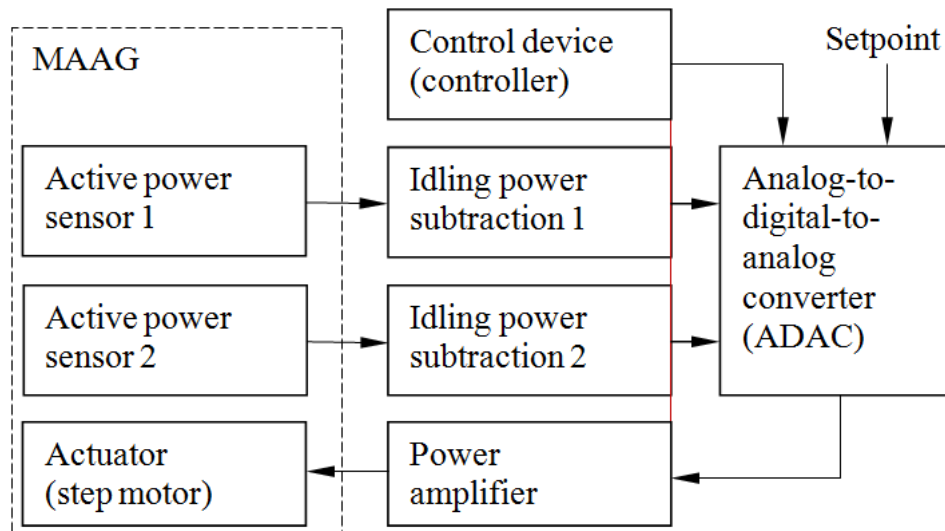 MAAG
Control device
(controller)
Setpoint
Active power
sensor 1
Idling power
subtraction 1
Analog-to-
digital-to-
analog
converter
(ADAC)
Active power
sensor 2
Idling power
subtraction 2
Actuator
(step motor)
Power
amplifier